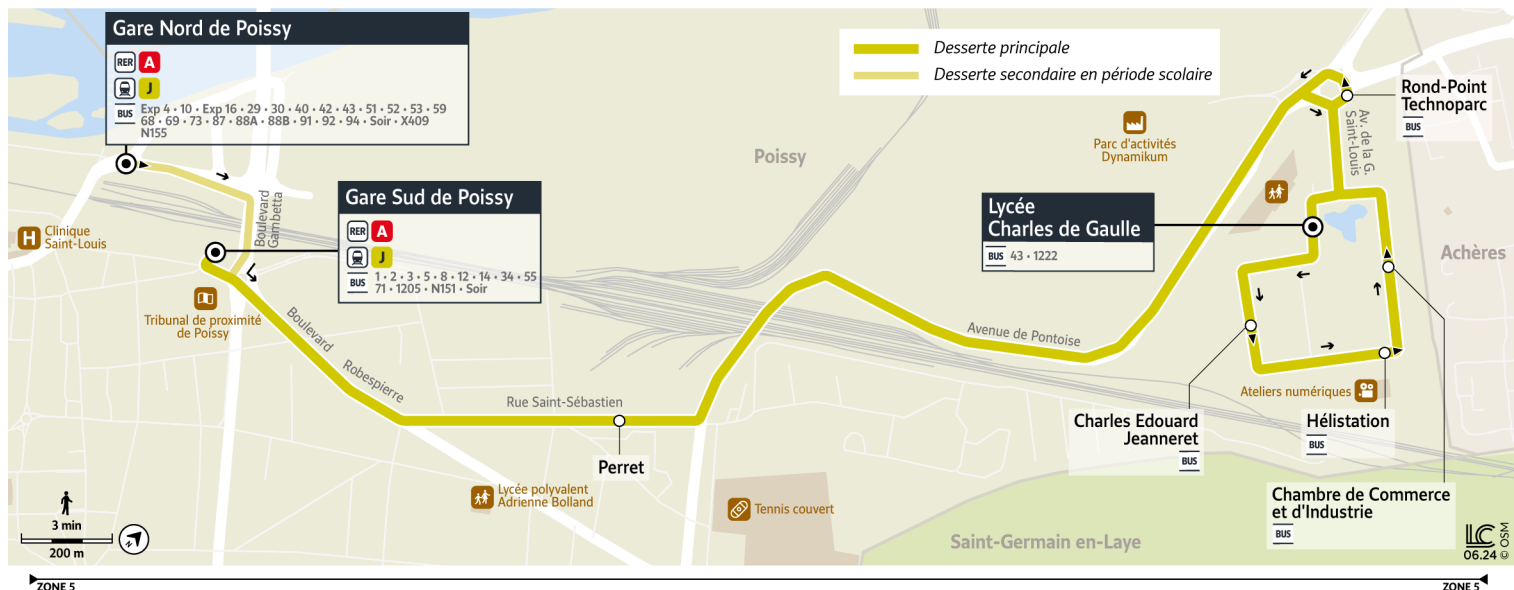 Gare Nord de Poissy
RER A
J
BUS Exp 4 • 10 • Exp 16 • 29 • 30 • 40 • 42 • 43 • 51 • 52 • 53 • 59
68 • 69 • 73 • 87 • 88A • 88B • 91 • 92 • 94 • Soir • X409
N155
Desserte principale
Desserte secondaire en période scolaire
Rond-Point
Technoparc
BUS
Av. de la G.
Saint-Louis
Parc d'activités
Dynamikum
Poissy
Gare Sud de Poissy
RER A
J
BUS 1 • 2 • 3 • 5 • 8 • 12 • 14 • 34 • 55
71 • 1205 • N151 • Soir
Boulevard
Gambetta
H Clinique
Saint-Louis
Lycée
Charles de Gaulle
BUS 43 • 1222
Achères
Tribunal de proximité
de Poissy
Boulevard
Robespierre
Avenue de Pontoise
Rue Saint-Sébastien
Perret
Ateliers numériques
Charles Edouard
Jeanneret
BUS
Hélistation
BUS
Chambre de Commerce
et d'Industrie
BUS
Lycée polyvalent
Adrienne Bolland
Tennis couvert
Saint-Germain en-Laye
3 min
200 m
N
LC
06.24 © OSM
ZONE 5
ZONE 5